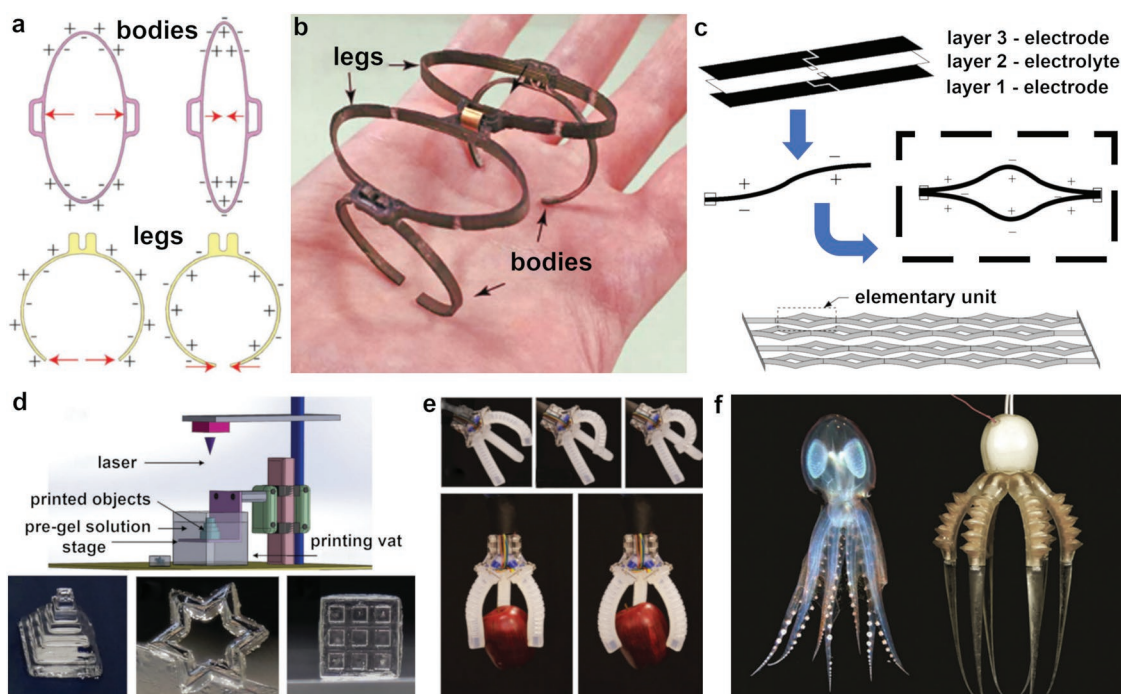 a
bodies
legs
b
legs
bodies
c
layer 3 - electrode
layer 2 - electrolyte
layer 1 - electrode
elementary unit
d
laser
printed objects
pre-gel solution
stage
printing vat
e
f